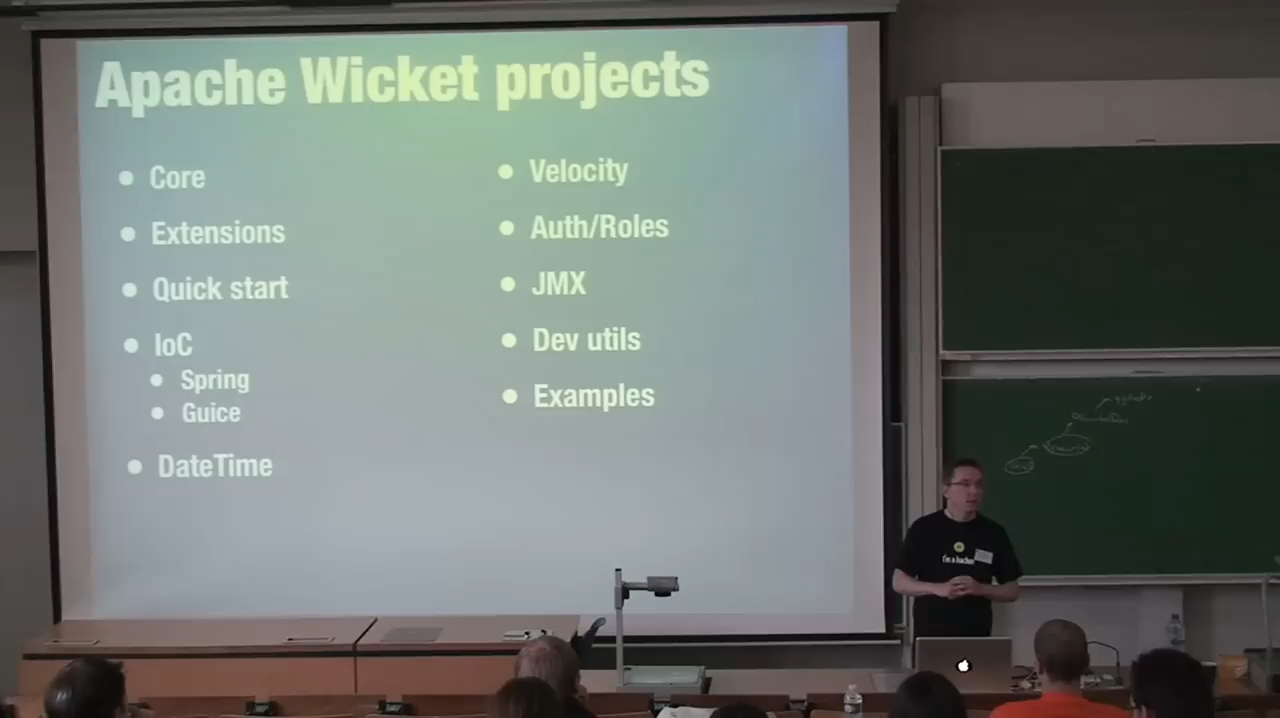 Apache Wicket projects
Core
Extensions
Quick start
IoC
Spring
Guice
DateTime
Velocity
Auth/Roles
JMX
Dev utils
Examples
I'm a hacker